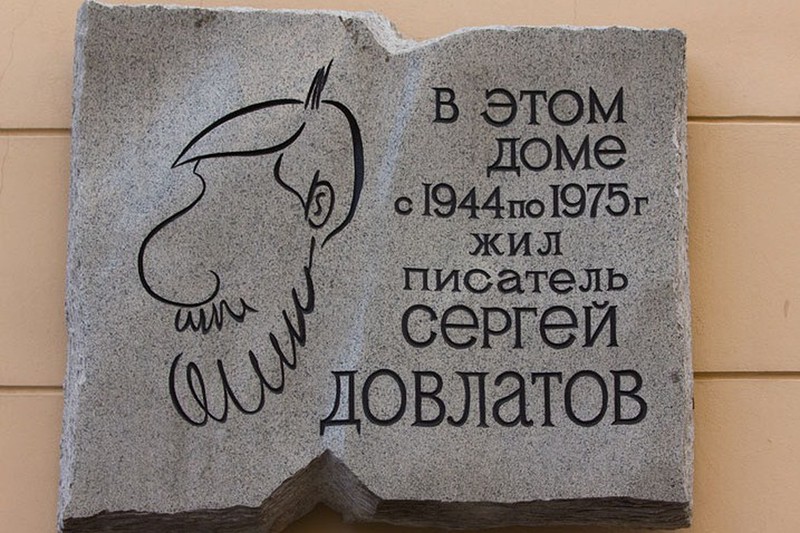 В ЭТОМ
ДОМЕ
с 1944 по 1975 г
жил
писатель
СЕРГЕЙ
ДОВЛАТОВ